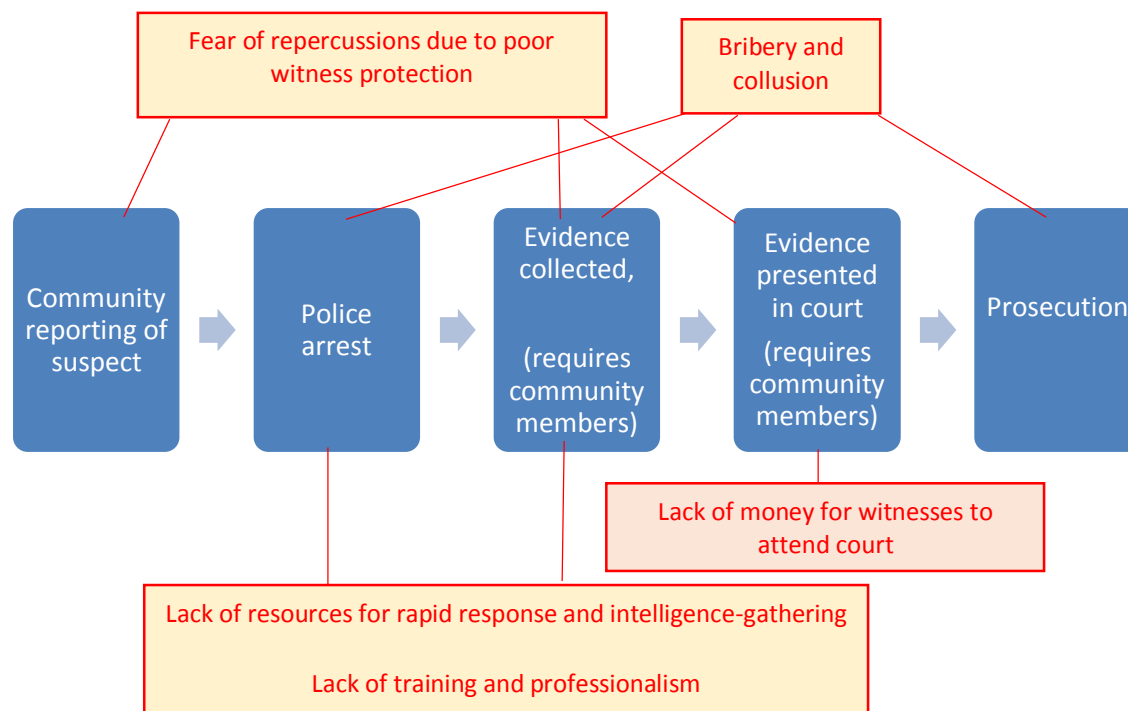 Fear of repercussions due to poor
witness protection
Bribery and
collusion
Community
reporting of
suspect
Police
arrest
Evidence
collected,
(requires
community
members)
Evidence
presented
in court
(requires
community
members)
Prosecution
Lack of money for witnesses to
attend court
Lack of resources for rapid response and intelligence-gathering
Lack of training and professionalism